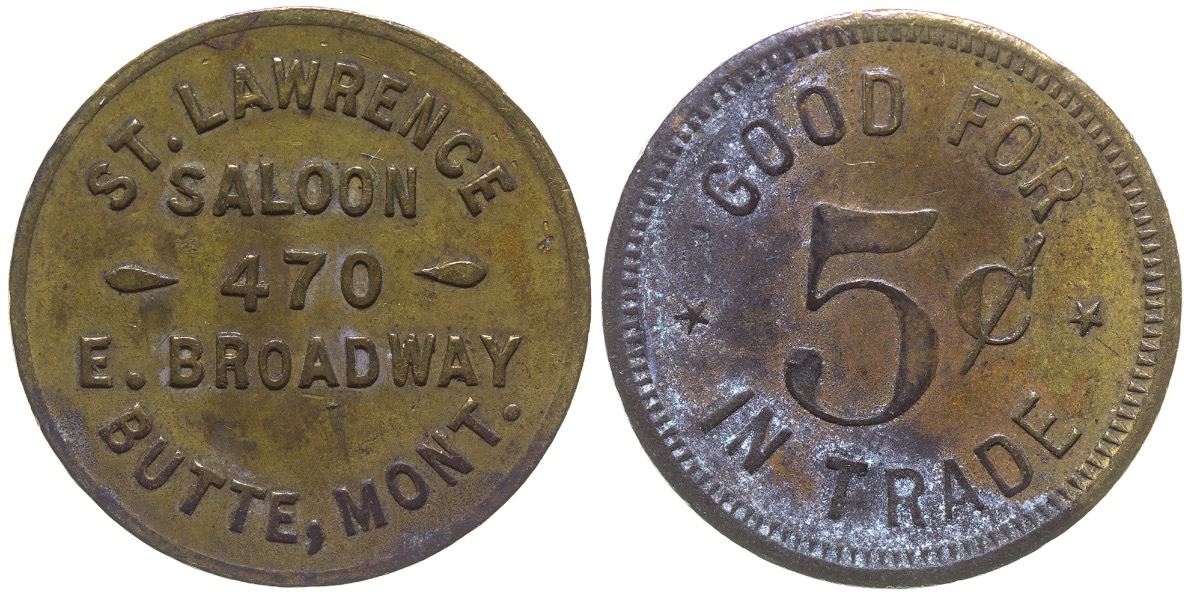 ST. LAWRENCE
SALOON
470
E. BROADWAY
BUTTE, MONT.
GOOD FOR
5¢
IN TRADE